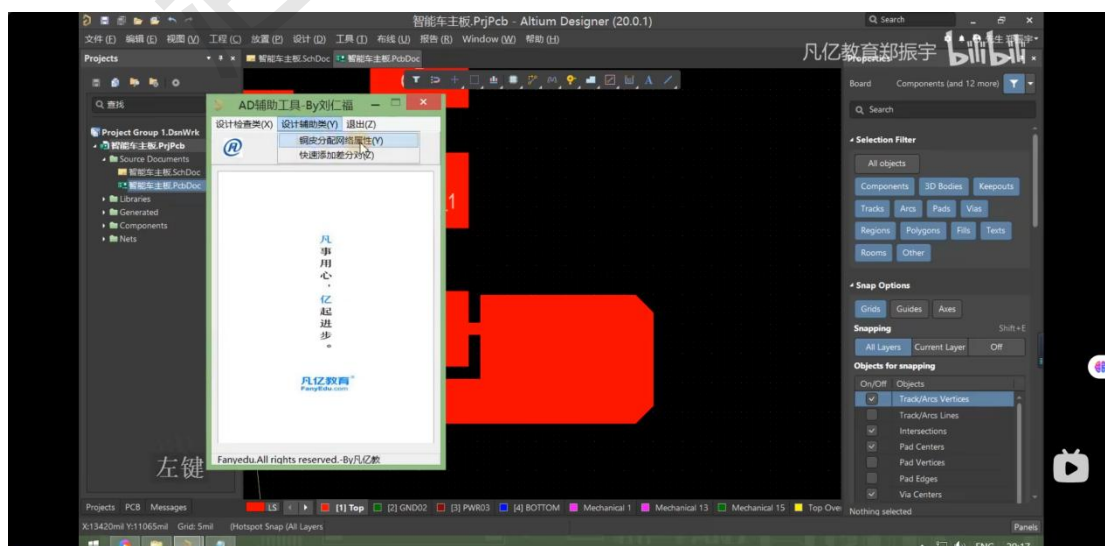 智能车主板.PrjPcb - Altium Designer (20.0.1)
Search
文件(F) 编辑(E) 视图(V) 工程(C) 放置(P) 设计(D) 工具(T) 布线(U) 报告(R) Window(W) 帮助(H)
凡亿教育郑振宇
bilibili
Projects
智能车主板.SchDoc
智能车主板.PcbDoc
Properties
Board
Components (and 12 more)
查找
Search
Project Group 1.DsnWrk
智能车主板.PrjPcb
Source Documents
智能车主板.SchDoc
智能车主板.PcbDoc
Libraries
Generated
Components
Nets
AD辅助工具-By刘仁福
设计检查类(X) 设计辅助类(Y) 退出(Z)
铜皮分配网络属性(Y)
快速添加差分对(Z)
凡事用心、亿起进步。
凡亿教育
FanyEdu.com
Fanyedu.All rights reserved.-By凡亿教
1
左键
Selection Filter
All objects
Components 3D Bodies Keepouts
Tracks Arcs Pads Vias
Regions Polygons Fills Texts
Rooms Other
Snap Options
Grids Guides Axes
Snapping Shift+E
All Layers Current Layer Off
Objects for snapping
On/Off Objects
Track/Arcs Vertices
Track/Arcs Lines
Intersections
Pad Centers
Pad Vertices
Pad Edges
Via Centers
Nothing selected
Projects PCB Messages
LS [1] Top [2] GND02 [3] PWR03 [4] BOTTOM Mechanical 1 Mechanical 13 Mechanical 15 Top Over
X:13420mil Y:11065mil Grid: 5mil (Hotspot Snap (All Layers
Panels
ENG 20:17